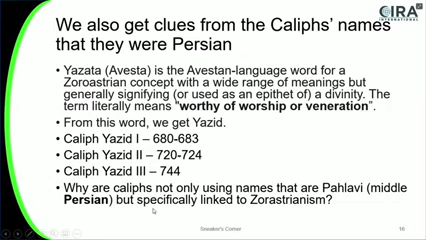 CIRA
INTERNATIONAL
We also get clues from the Caliphs' names
that they were Persian
• Yazata (Avesta) is the Avestan-language word for a
Zoroastrian concept with a wide range of meanings but
generally signifying (or used as an epithet of) a divinity. The
term literally means "worthy of worship or veneration".
• From this word, we get Yazid.
• Caliph Yazid I – 680-683
• Caliph Yazid II – 720-724
• Caliph Yazid III – 744
• Why are caliphs not only using names that are Pahlavi (middle
Persian) but specifically linked to Zorastrianism?
Speaker's Corner
16